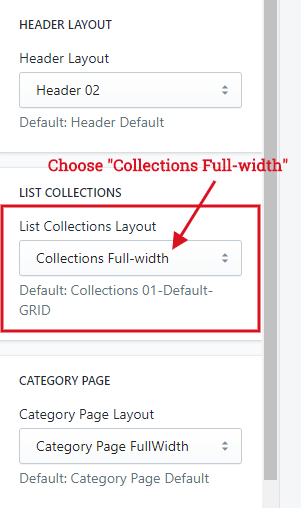 HEADER LAYOUT
Header Layout
Header 02
Default: Header Default
Choose "Collections Full-width"
LIST COLLECTIONS
List Collections Layout
Collections Full-width
Default: Collections 01-Default-
GRID
CATEGORY PAGE
Category Page Layout
Category Page FullWidth
Default: Category Page Default